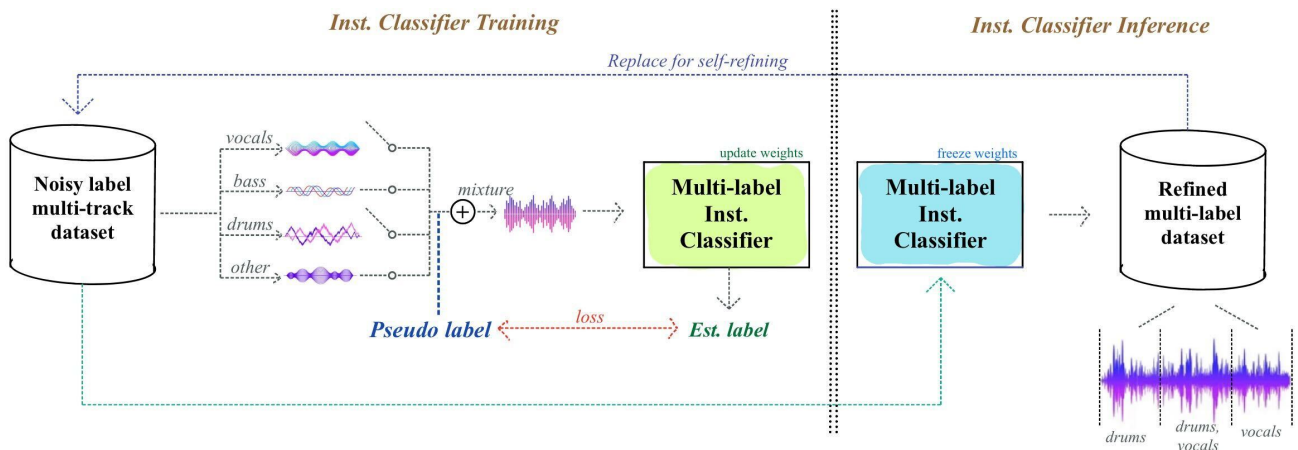 Inst. Classifier Training
Inst. Classifier Inference
Replace for self-refining
Noisy label
multi-track
dataset
vocals
bass
drums
other
mixture
update weights
Multi-label
Inst.
Classifier
Pseudo label
loss
Est. label
freeze weights
Multi-label
Inst.
Classifier
Refined
multi-label
dataset
drums
drums,
vocals
vocals